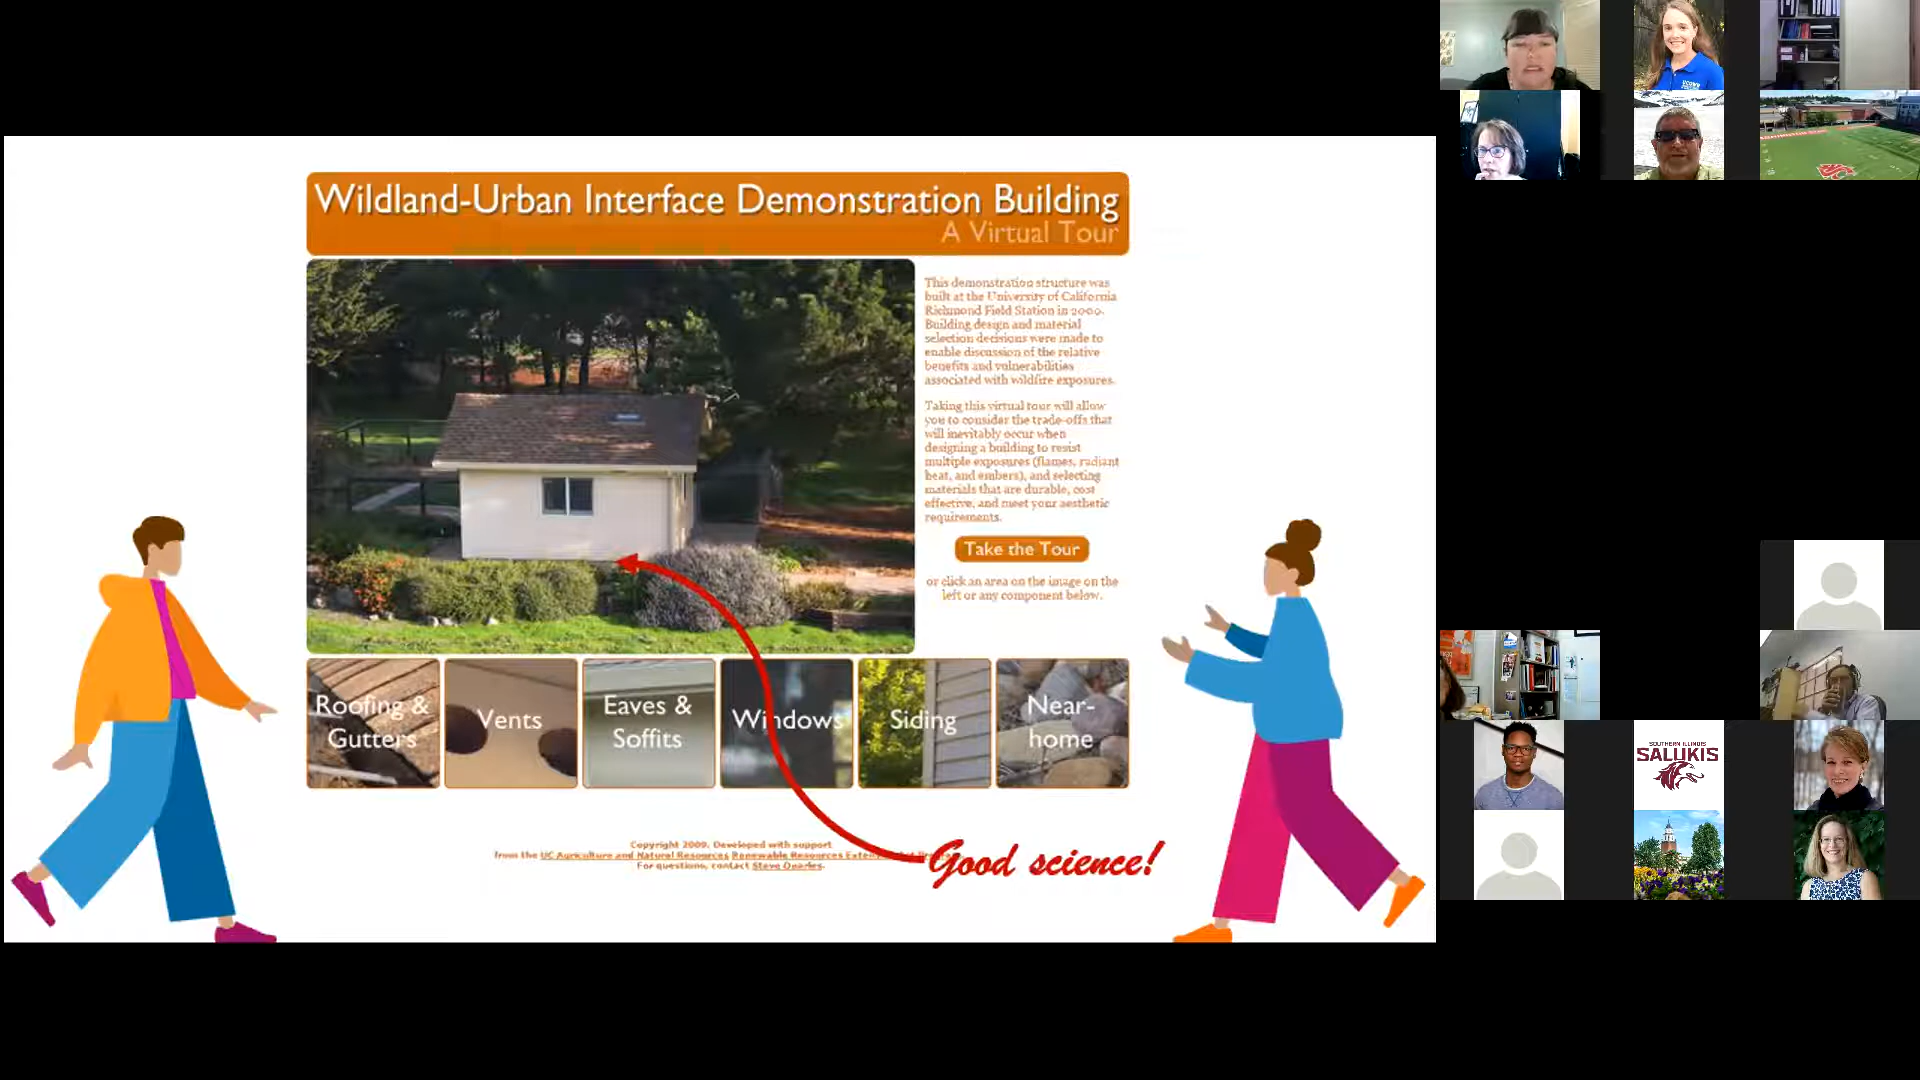 Wildland-Urban Interface Demonstration Building
A Virtual Tour
This demonstration structure was
built at the University of California
Richmond Field Station in 2000.
Building design and material
selection decisions were made to
enable discussion of the relative
benefits and vulnerabilities
associated with wildfire exposures.
Taking this virtual tour will allow
you to consider the trade-offs that
will inevitably occur when
designing a building to resist
multiple exposures (flames, radiant
heat, and embers), and selecting
materials that are durable, cost
effective, and meet your aesthetic
requirements.
Take the Tour
or click an area on the image on the
left or any component below.
Roofing &
Gutters
Vents
Eaves &
Soffits
Windows
Siding
Near-
home
Copyright 2009. Developed with support
from the UC Agriculture and Natural Resources Renewable Resources
For questions, contact Steve Quarles.
Good science!
SOUTHERN ILLINOIS
SALUKIS